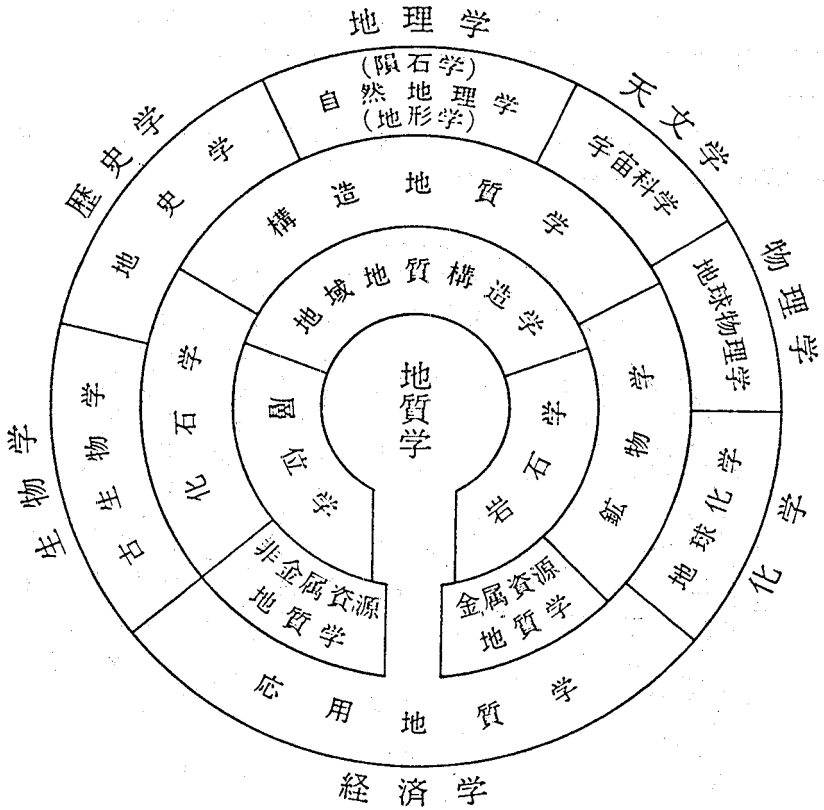 地理学
(隕石学)
自然地理学
(地形学)
天文学
宇宙科学
歴史学
地史学
構造地質学
物理学
地球物理学
地域地質構造学
地質学
化石学
層位学
岩石学
鉱物学
生物学
古生物学
地球化学
化学
非金属資源
地質学
金属資源
地質学
応用地質学
経済学